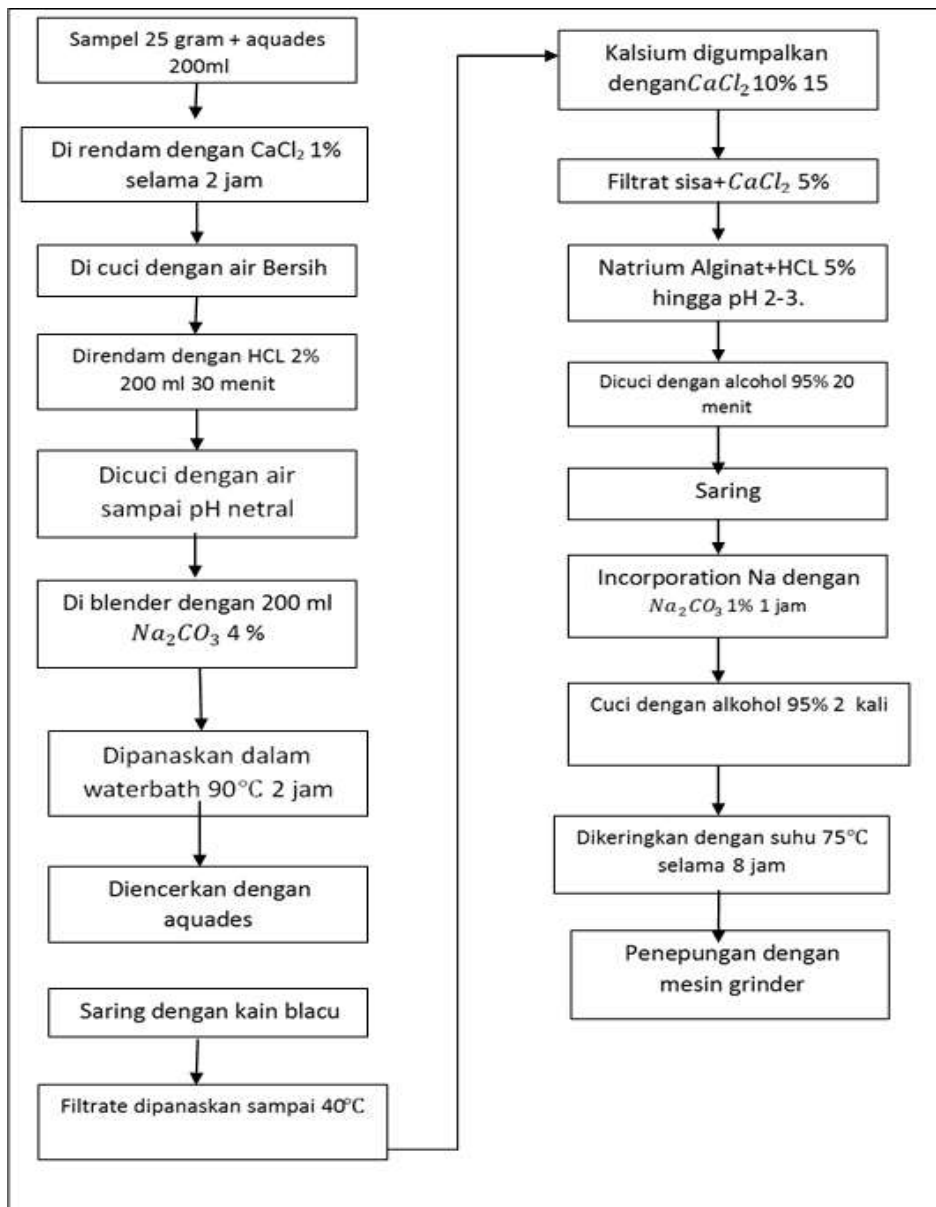 Sampel 25 gram + aquades
200ml
Di rendam dengan CaCl₂ 1%
selama 2 jam
Di cuci dengan air Bersih
Direndam dengan HCL 2%
200 ml 30 menit
Dicuci dengan air
sampai pH netral
Di blender dengan 200 ml
Na₂CO₃ 4 %
Dipanaskan dalam
waterbath 90°C 2 jam
Diencerkan dengan
aquades
Saring dengan kain blacu
Filtrate dipanaskan sampai 40°C
Kalsium digumpalkan
denganCaCl₂ 10% 15
Filtrat sisa+CaCl₂ 5%
Natrium Alginat+HCL 5%
hingga pH 2-3.
Dicuci dengan alcohol 95% 20
menit
Saring
Incorporation Na dengan
Na₂CO₃ 1% 1 jam
Cuci dengan alkohol 95% 2 kali
Dikeringkan dengan suhu 75°C
selama 8 jam
Penepungan dengan
mesin grinder